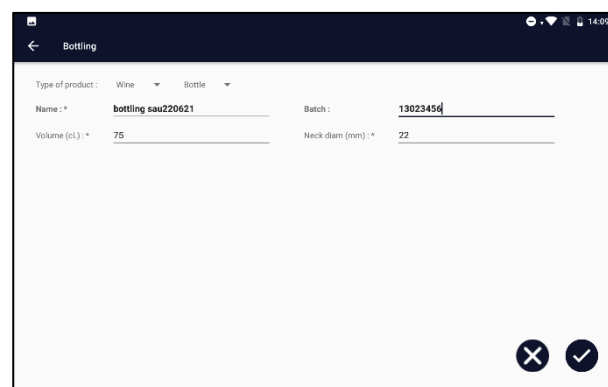 14:09
Bottling
Type of product : Wine Bottle
Name : * bottling sau220621 Batch : 13023456
Volume (cl.) : * 75 Neck diam (mm) : * 22